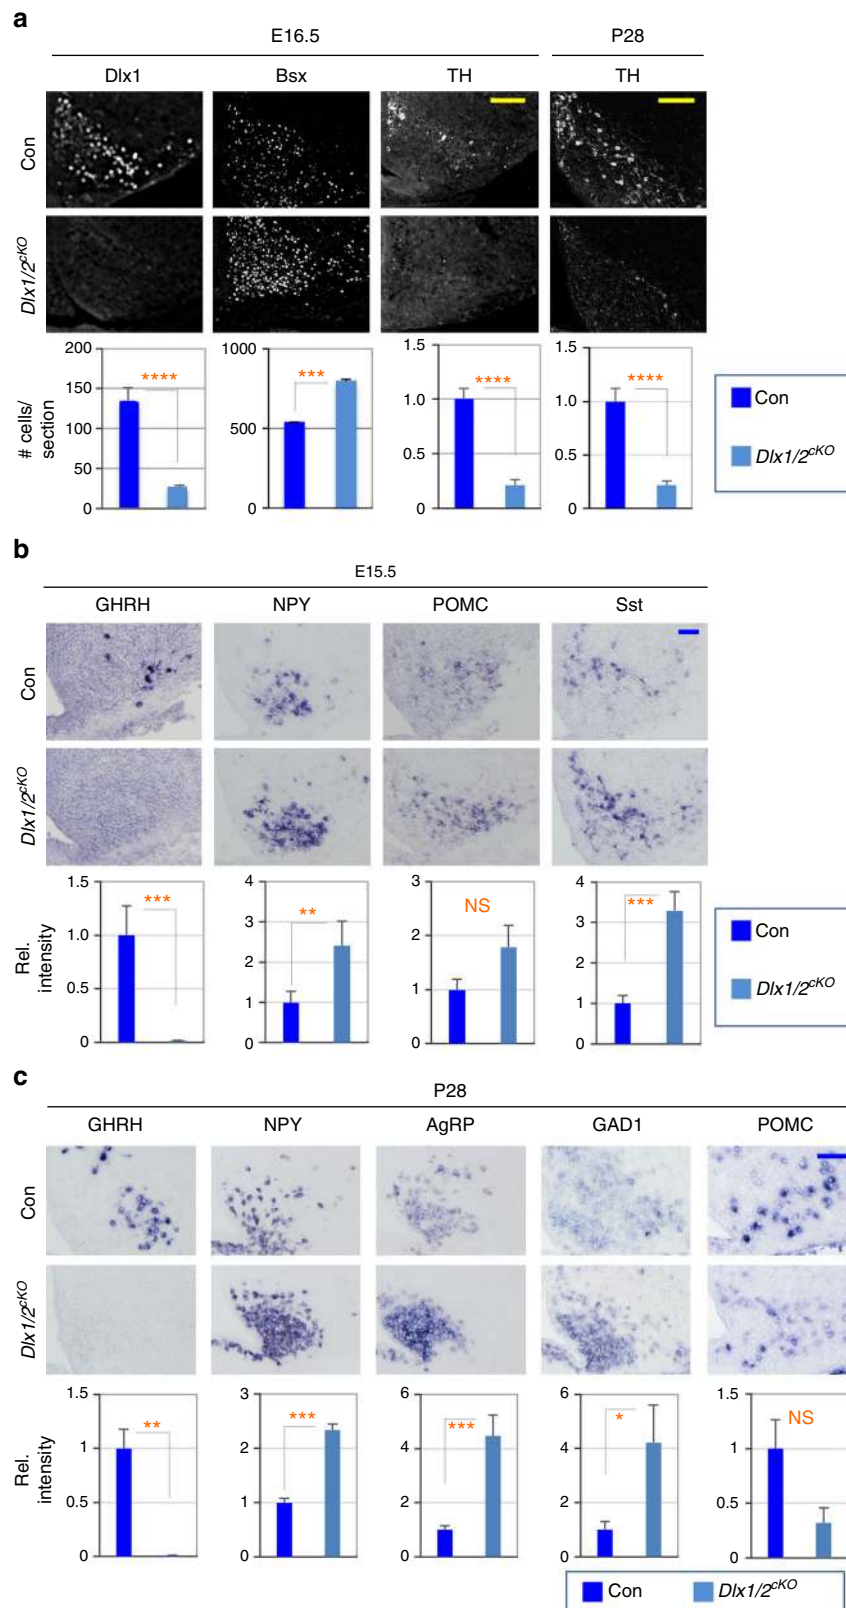 a
E16.5 P28
Dlx1 Bsx TH TH
Con
Dlx1/2cKO
# cells/
section
200
150
100
50
0
****
1000
500
0
***
1.5
1.0
0.5
0
****
1.5
1.0
0.5
0
****
Con
Dlx1/2cKO
b
E15.5
GHRH NPY POMC Sst
Con
Dlx1/2cKO
Rel.
intensity
1.5
1.0
0.5
0
***
4
3
2
1
0
**
3
2
1
0
NS
4
3
2
1
0
***
Con
Dlx1/2cKO
c
P28
GHRH NPY AgRP GAD1 POMC
Con
Dlx1/2cKO
Rel.
intensity
1.5
1
0.5
0
**
3
2
1
0
***
6
4
2
0
***
6
4
2
0
*
1.5
1
0.5
0
NS
Con Dlx1/2cKO